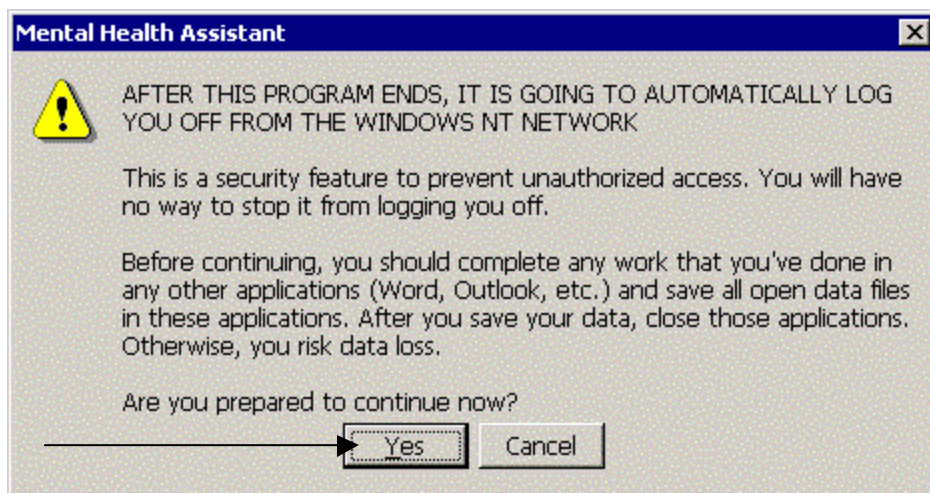 Mental Health Assistant
AFTER THIS PROGRAM ENDS, IT IS GOING TO AUTOMATICALLY LOG
YOU OFF FROM THE WINDOWS NT NETWORK
This is a security feature to prevent unauthorized access. You will have
no way to stop it from logging you off.
Before continuing, you should complete any work that you've done in
any other applications (Word, Outlook, etc.) and save all open data files
in these applications. After you save your data, close those applications.
Otherwise, you risk data loss.
Are you prepared to continue now?
Yes Cancel